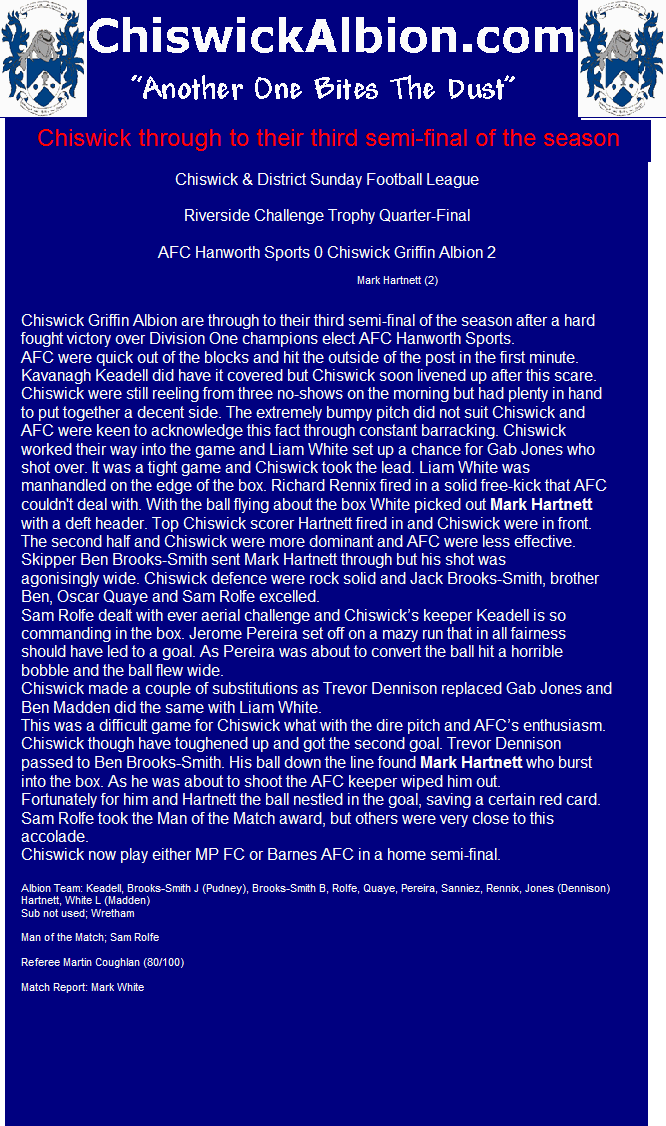 ChiswickAlbion.com
"Another One Bites The Dust"
Chiswick through to their third semi-final of the season
Chiswick & District Sunday Football League
Riverside Challenge Trophy Quarter-Final
AFC Hanworth Sports 0 Chiswick Griffin Albion 2
Mark Hartnett (2)
Chiswick Griffin Albion are through to their third semi-final of the season after a hard
fought victory over Division One champions elect AFC Hanworth Sports.
AFC were quick out of the blocks and hit the outside of the post in the first minute.
Kavanagh Keadell did have it covered but Chiswick soon livened up after this scare.
Chiswick were still reeling from three no-shows on the morning but had plenty in hand
to put together a decent side. The extremely bumpy pitch did not suit Chiswick and
AFC were keen to acknowledge this fact through constant barracking. Chiswick
worked their way into the game and Liam White set up a chance for Gab Jones who
shot over. It was a tight game and Chiswick took the lead. Liam White was
manhandled on the edge of the box. Richard Rennix fired in a solid free-kick that AFC
couldn't deal with. With the ball flying about the box White picked out Mark Hartnett
with a deft header. Top Chiswick scorer Hartnett fired in and Chiswick were in front.
The second half and Chiswick were more dominant and AFC were less effective.
Skipper Ben Brooks-Smith sent Mark Hartnett through but his shot was
agonisingly wide. Chiswick defence were rock solid and Jack Brooks-Smith, brother
Ben, Oscar Quaye and Sam Rolfe excelled.
Sam Rolfe dealt with ever aerial challenge and Chiswick's keeper Keadell is so
commanding in the box. Jerome Pereira set off on a mazy run that in all fairness
should have led to a goal. As Pereira was about to convert the ball hit a horrible
bobble and the ball flew wide.
Chiswick made a couple of substitutions as Trevor Dennison replaced Gab Jones and
Ben Madden did the same with Liam White.
This was a difficult game for Chiswick what with the dire pitch and AFC's enthusiasm.
Chiswick though have toughened up and got the second goal. Trevor Dennison
passed to Ben Brooks-Smith. His ball down the line found Mark Hartnett who burst
into the box. As he was about to shoot the AFC keeper wiped him out.
Fortunately for him and Hartnett the ball nestled in the goal, saving a certain red card.
Sam Rolfe took the Man of the Match award, but others were very close to this
accolade.
Chiswick now play either MP FC or Barnes AFC in a home semi-final.
Albion Team: Keadell, Brooks-Smith J (Pudney), Brooks-Smith B, Rolfe, Quaye, Pereira, Sanniez, Rennix, Jones (Dennison)
Hartnett, White L (Madden)
Sub not used; Wretham
Man of the Match; Sam Rolfe
Referee Martin Coughlan (80/100)
Match Report: Mark White